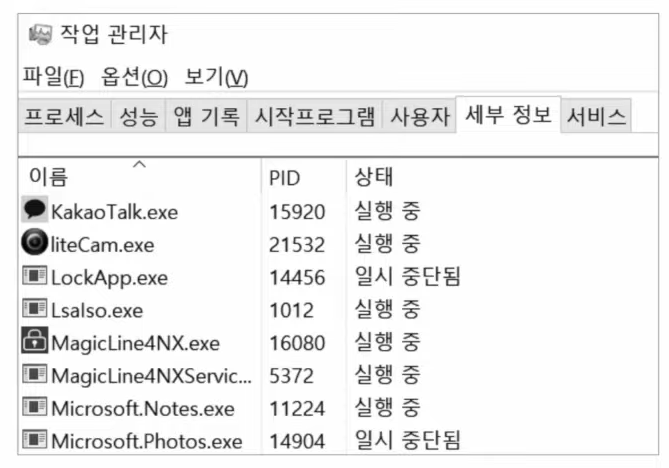 작업 관리자
파일(F) 옵션(O) 보기(V)
프로세스 성능 앱 기록 시작프로그램 사용자 세부 정보 서비스
이름 PID 상태
KakaoTalk.exe 15920 실행 중
liteCam.exe 21532 실행 중
LockApp.exe 14456 일시 중단됨
Lsalso.exe 1012 실행 중
MagicLine4NX.exe 16080 실행 중
MagicLine4NXServic... 5372 실행 중
Microsoft.Notes.exe 11224 실행 중
Microsoft.Photos.exe 14904 일시 중단됨